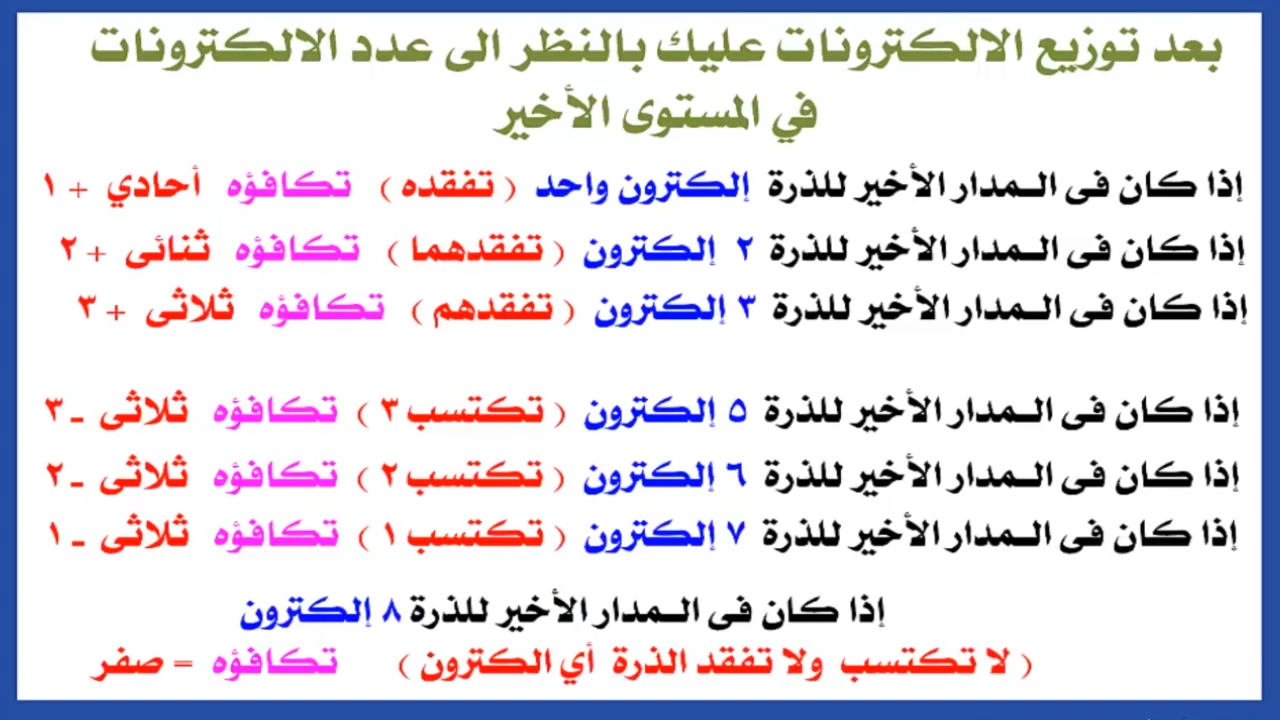 بعد توزيع الالكترونات عليك بالنظر الى عدد الالكترونات
في المستوى الأخير
إذا كان فى المدار الأخير للذرة إلكترون واحد ( تفقده ) تكافؤه أحادي + ١
إذا كان فى المدار الأخير للذرة ٢ إلكترون ( تفقدهما ) تكافؤه ثنائى + ٢
إذا كان فى المدار الأخير للذرة ٣ إلكترون ( تفقدهم ) تكافؤه ثلاثى + ٣
إذا كان فى المدار الأخير للذرة ٥ إلكترون ( تكتسب ٣ ) تكافؤه ثلاثى - ٣
إذا كان فى المدار الأخير للذرة ٦ إلكترون ( تكتسب ٢ ) تكافؤه ثلاثى - ٢
إذا كان فى المدار الأخير للذرة ٧ إلكترون ( تكتسب ١ ) تكافؤه ثلاثى - ١
إذا كان فى المدار الأخير للذرة ٨ إلكترون
( لا تكتسب ولا تفقد الذرة أي الكترون ) تكافؤه = صفر